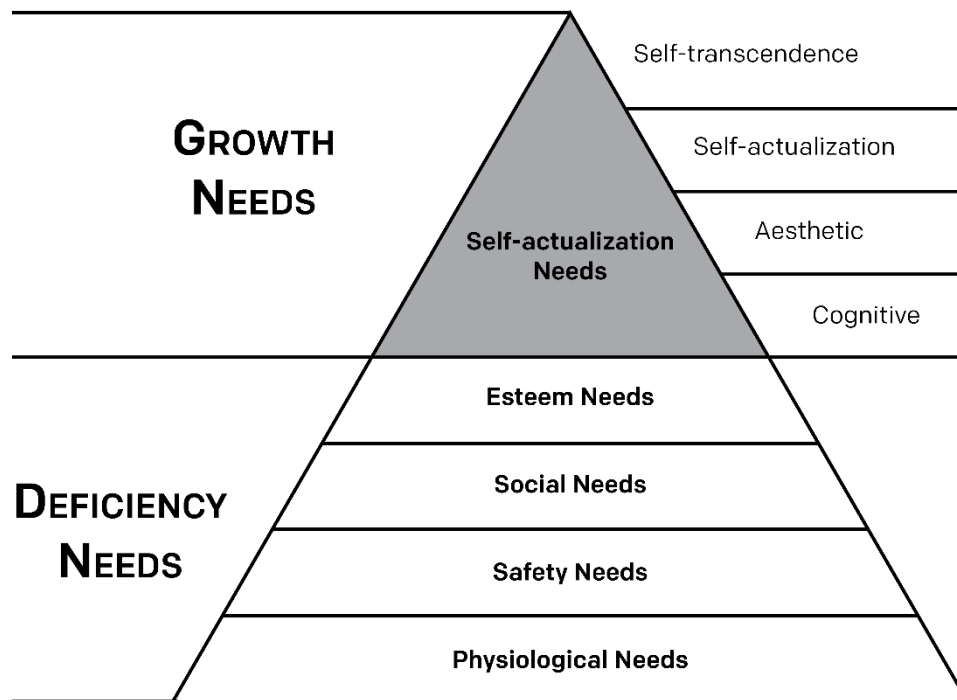 GROWTH
NEEDS
Self-transcendence
Self-actualization
Aesthetic
Cognitive
Self-actualization
Needs
DEFICIENCY
NEEDS
Esteem Needs
Social Needs
Safety Needs
Physiological Needs